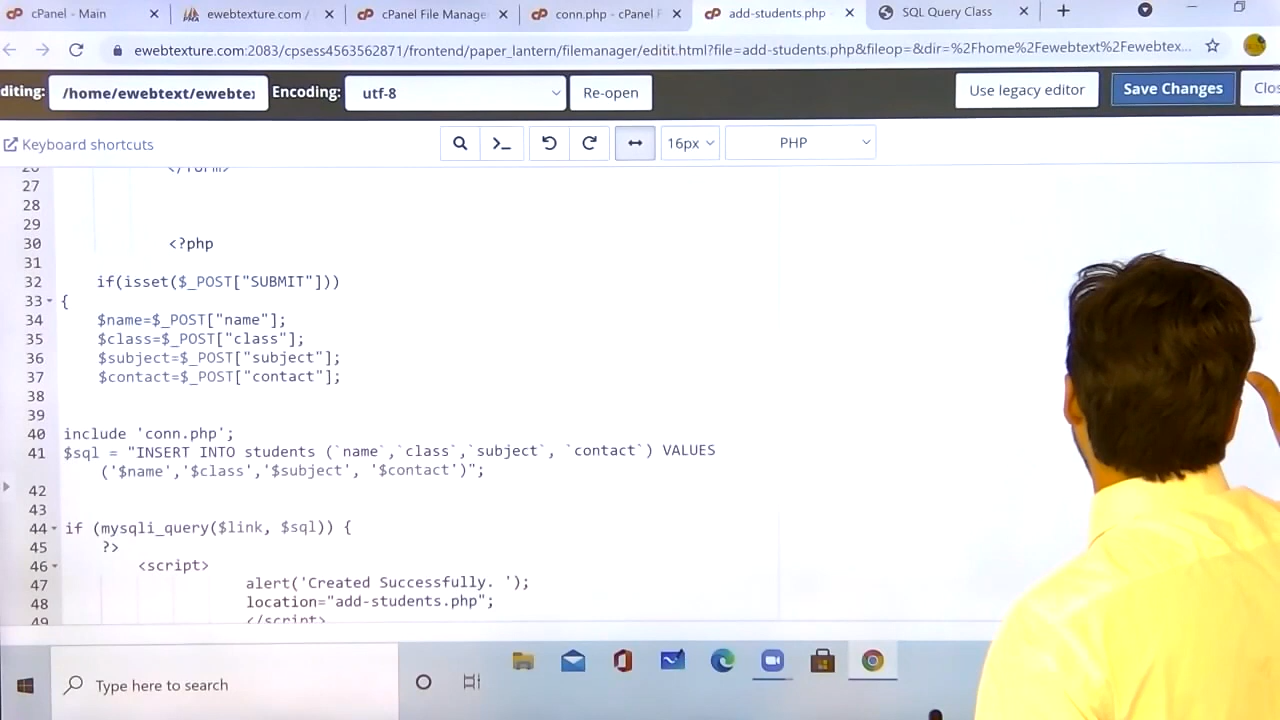 cPanel - Main
ewebtexture.com /
cPanel File Manage
conn.php - cPanel F
add-students.php -
SQL Query Class
ewebtexture.com:2083/cpsess4563562871/frontend/paper_lantern/filemanager/editit.html?file=add-students.php&fileop=&dir=%2Fhome%2Fewebtext%2Fewebtex...
diting:
/home/ewebtext/ewebte
Encoding:
utf-8
Re-open
Use legacy editor
Save Changes
Clos
Keyboard shortcuts
16px
PHP
26 </form>
27
28
29
30 <?php
31
32 if(isset($_POST["SUBMIT"]))
33 {
34 $name=$_POST["name"];
35 $class=$_POST["class"];
36 $subject=$_POST["subject"];
37 $contact=$_POST["contact"];
38
39
40 include 'conn.php';
41 $sql = "INSERT INTO students (`name`,`class`,`subject`, `contact`) VALUES
('$name','$class','$subject', '$contact')";
42
43
44 if (mysqli_query($link, $sql)) {
45 ?>
46 <script>
47 alert('Created Successfully. ');
48 location="add-students.php";
49 </script>
Type here to search